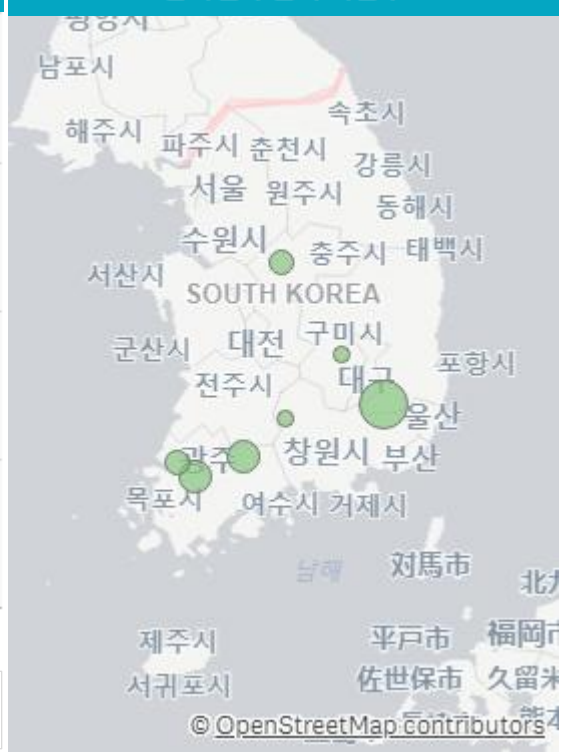 남포시
해주시
파주시
춘천시
속초시
강릉시
서울
원주시
동해시
수원시
충주시
태백시
서산시
SOUTH KOREA
군산시
대전
구미시
포항시
전주시
대구
울산
광주
창원시
부산
목포시
여수시
거제시
남해
対馬市
제주시
平戸市
서귀포시
佐世保市
久留米
© OpenStreetMap contributors